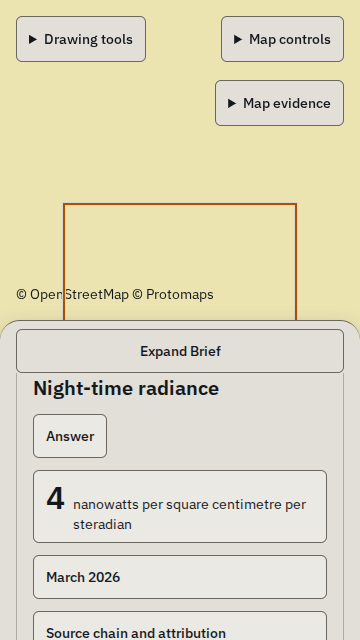 ▶ Drawing tools
▶ Map controls
▶ Map evidence
© OpenStreetMap © Protomaps
Expand Brief
Night-time radiance
Answer
4 nanowatts per square centimetre per
steradian
March 2026
Source chain and attribution